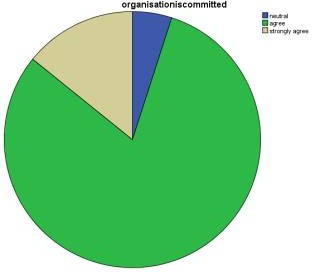 organisationiscommitted
neutral
agree
strongly agree